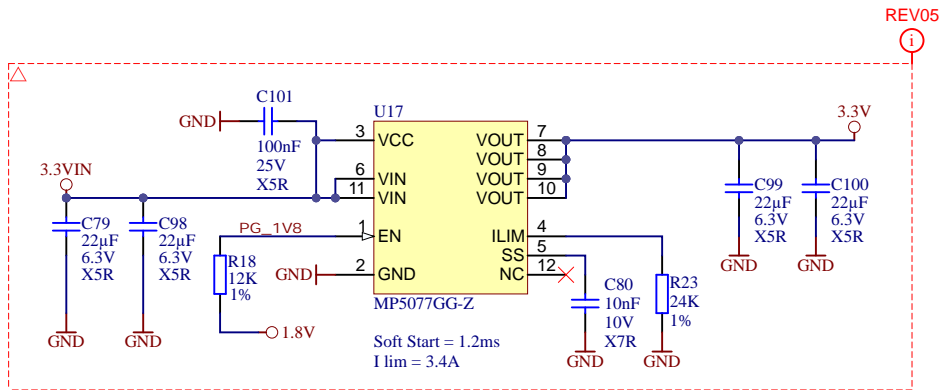 REV05
i
C101
GND
100nF
25V
X5R
U17
3 VCC
6 VIN
11 VIN
1 EN
2 GND
VOUT 7
VOUT 8
VOUT 9
VOUT 10
ILIM 4
SS 5
NC 12
MP5077GG-Z
3.3V
3.3VIN
C79
22µF
6.3V
X5R
GND
C98
22µF
6.3V
X5R
GND
PG_1V8
R18
12K
1%
1.8V
GND
C99
22µF
6.3V
X5R
GND
C100
22µF
6.3V
X5R
GND
C80
10nF
10V
X7R
GND
R23
24K
1%
GND
Soft Start = 1.2ms
I lim = 3.4A